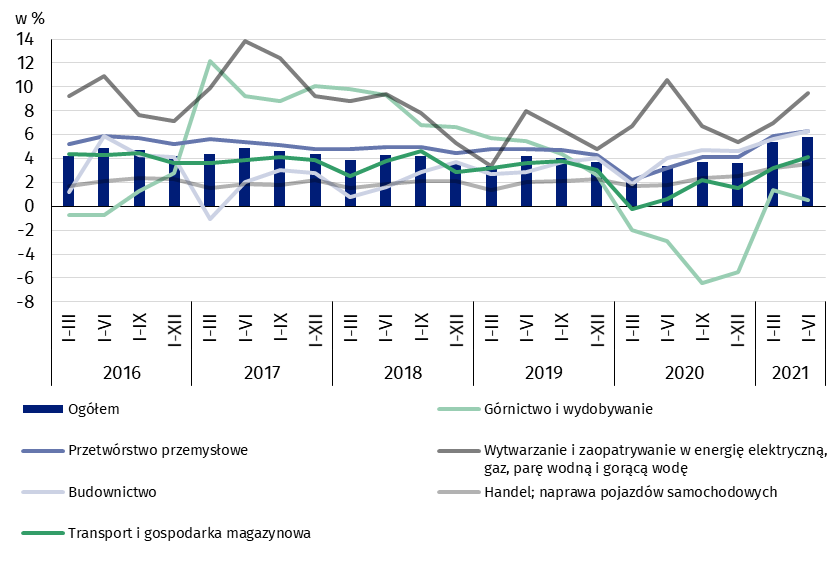 w %
14
12
10
8
6
4
2
0
-2
-4
-6
-8
I-III I-VI I-IX I-XII I-III I-VI I-IX I-XII I-III I-VI I-IX I-XII I-III I-VI I-IX I-XII I-III I-VI I-IX I-XII I-III I-VI
2016 2017 2018 2019 2020 2021
Ogółem
Górnictwo i wydobywanie
Przetwórstwo przemysłowe
Wytwarzanie i zaopatrywanie w energię elektryczną,
gaz, parę wodną i gorącą wodę
Budownictwo
Handel; naprawa pojazdów samochodowych
Transport i gospodarka magazynowa